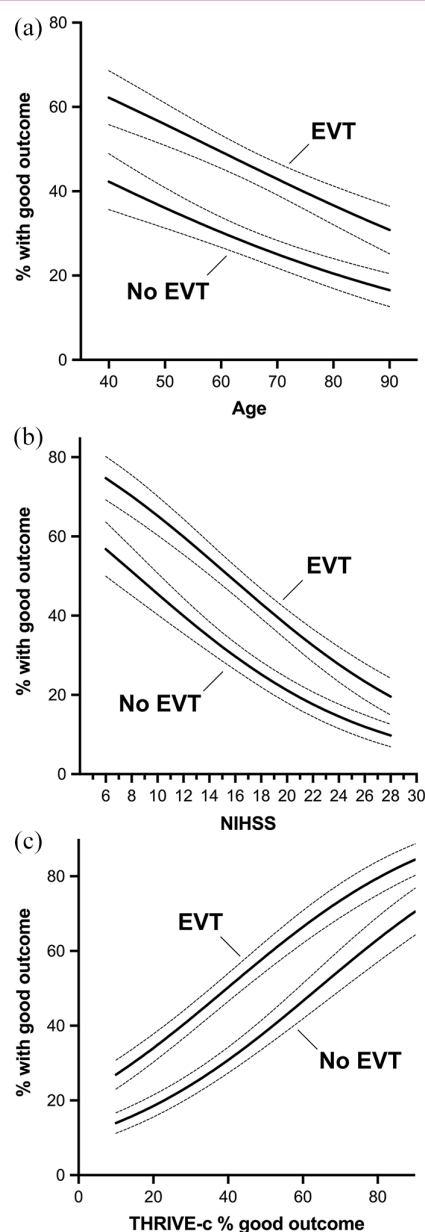 (a)
80
60
40
20
0
% with good outcome
EVT
No EVT
40 50 60 70 80 90
Age
(b)
80
60
40
20
0
% with good outcome
EVT
No EVT
6 8 10 12 14 16 18 20 22 24 26 28 30
NIHSS
(c)
80
60
40
20
0
% with good outcome
EVT
No EVT
0 20 40 60 80
THRIVE-c % good outcome